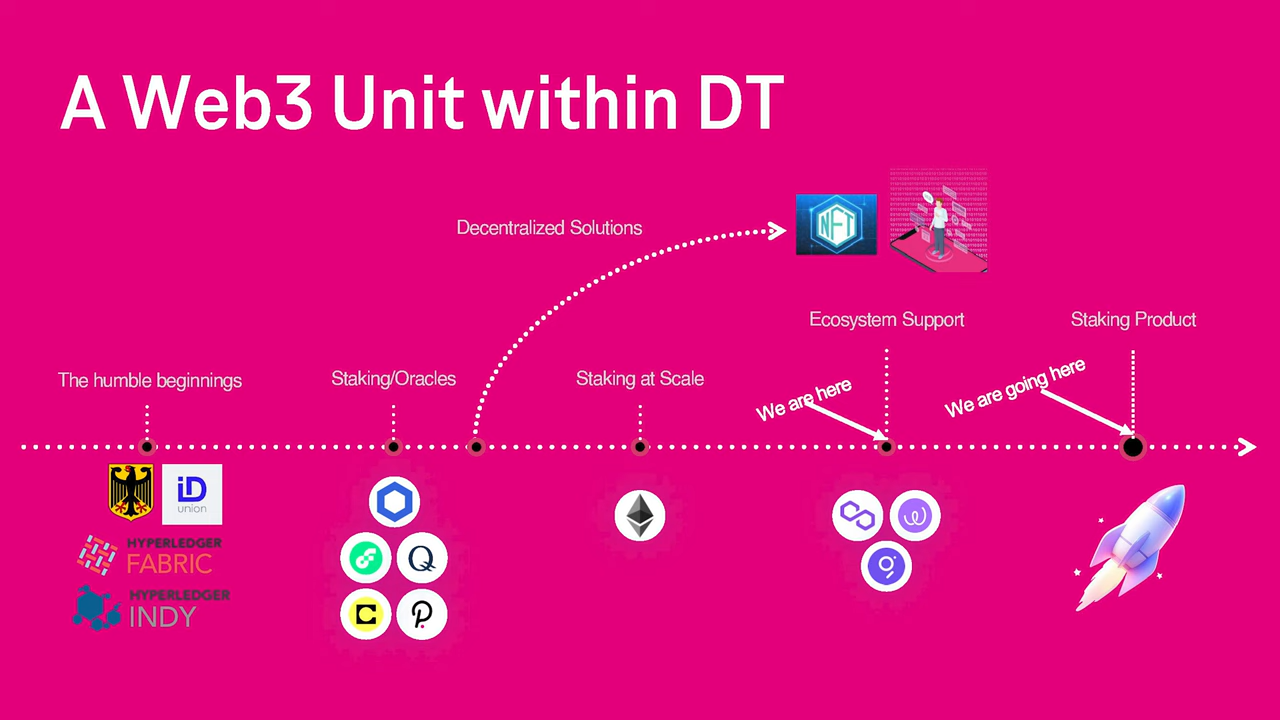 A Web3 Unit within DT
Decentralized Solutions
NFT
Ecosystem Support
Staking Product
The humble beginnings
Staking/Oracles
Staking at Scale
We are here
We are going here
iD
union
HYPERLEDGER
FABRIC
HYPERLEDGER
INDY